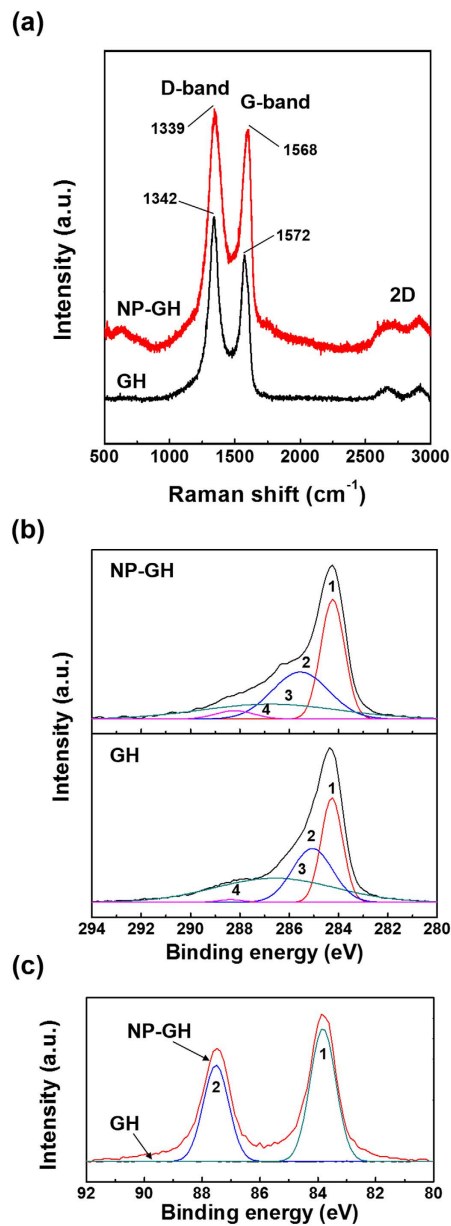 (a)
D-band
G-band
1339
1568
1342
1572
2D
NP-GH
GH
Intensity (a.u.)
500 1000 1500 2000 2500 3000
Raman shift (cm⁻¹)
(b)
NP-GH
1
2
3
4
GH
1
2
3
4
Intensity (a.u.)
294 292 290 288 286 284 282 280
Binding energy (eV)
(c)
NP-GH
1
2
GH
Intensity (a.u.)
92 90 88 86 84 82 80
Binding energy (eV)